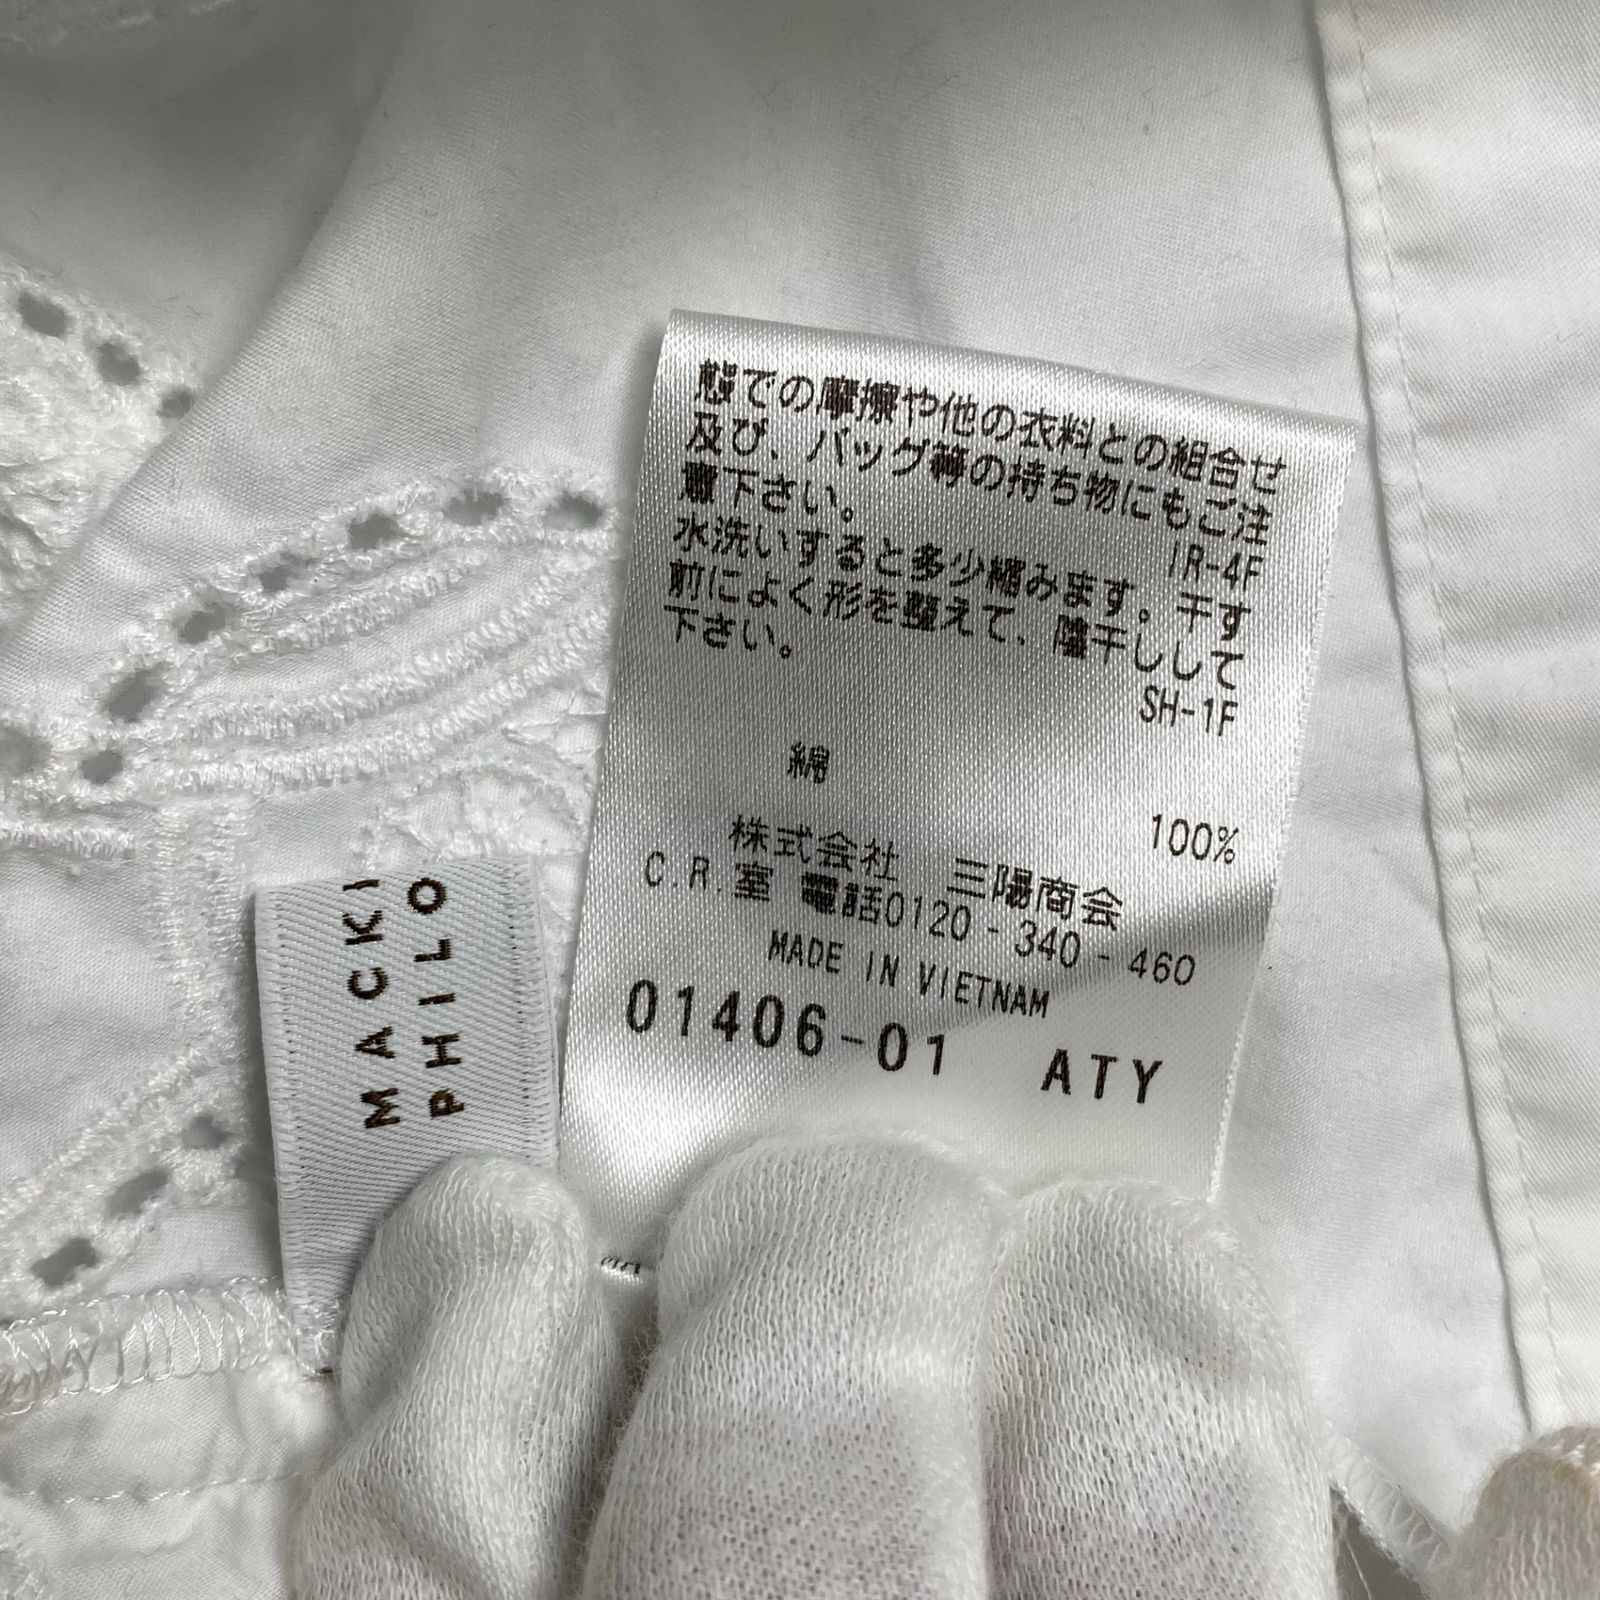 態での摩擦や他の衣料との組合せ
及び、バッグ等の持ち物にもご注
意下さい。
IR-4F
水洗いすると多少縮みます。干す
前によく形を整えて、陰干しして
下さい。
SH-1F
綿 100%
株式会社 三陽商会
C.R.室 電話0120-340-460
MADE IN VIETNAM
01406-01 ATY
MACKI
PHILO